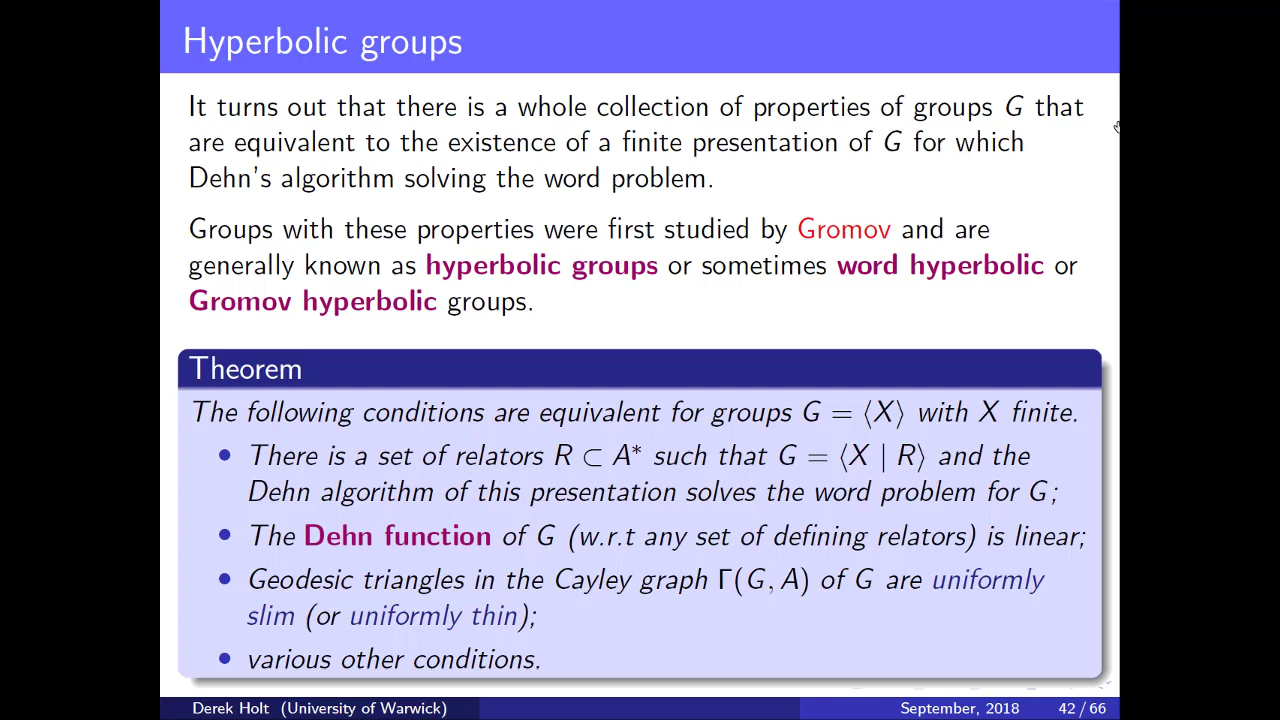 Hyperbolic groups
It turns out that there is a whole collection of properties of groups G that
are equivalent to the existence of a finite presentation of G for which
Dehn's algorithm solving the word problem.
Groups with these properties were first studied by Gromov and are
generally known as hyperbolic groups or sometimes word hyperbolic or
Gromov hyperbolic groups.
Theorem
The following conditions are equivalent for groups G = ⟨X⟩ with X finite.
• There is a set of relators R ⊂ A* such that G = ⟨X | R⟩ and the
Dehn algorithm of this presentation solves the word problem for G;
• The Dehn function of G (w.r.t any set of defining relators) is linear;
• Geodesic triangles in the Cayley graph Γ(G, A) of G are uniformly
slim (or uniformly thin);
• various other conditions.
Derek Holt (University of Warwick) September, 2018 42 / 66